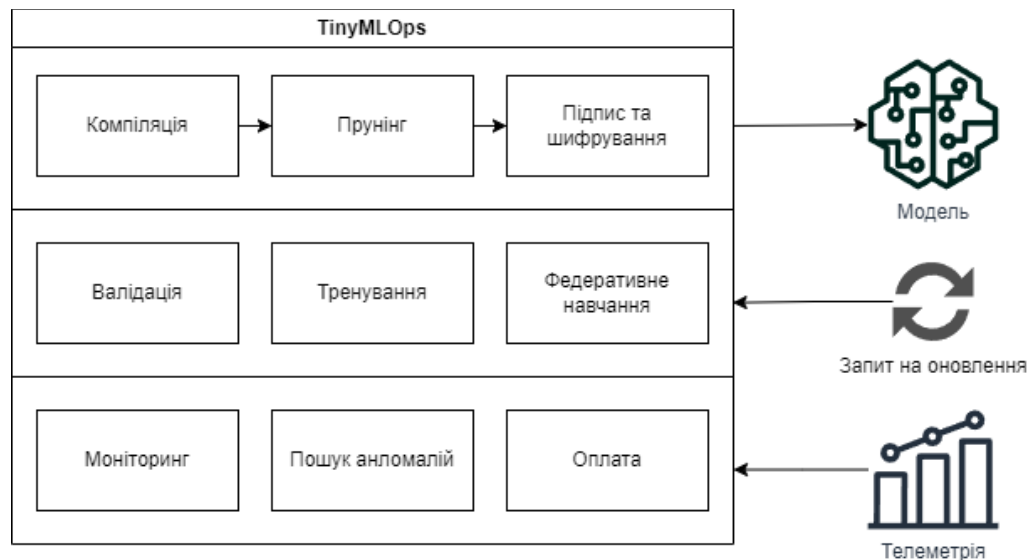 TinyMLOps
Компіляція
Прунінг
Підпис та
шифрування
Модель
Валідація
Тренування
Федеративне
навчання
Запит на оновлення
Моніторинг
Пошук анломалій
Оплата
Телеметрія